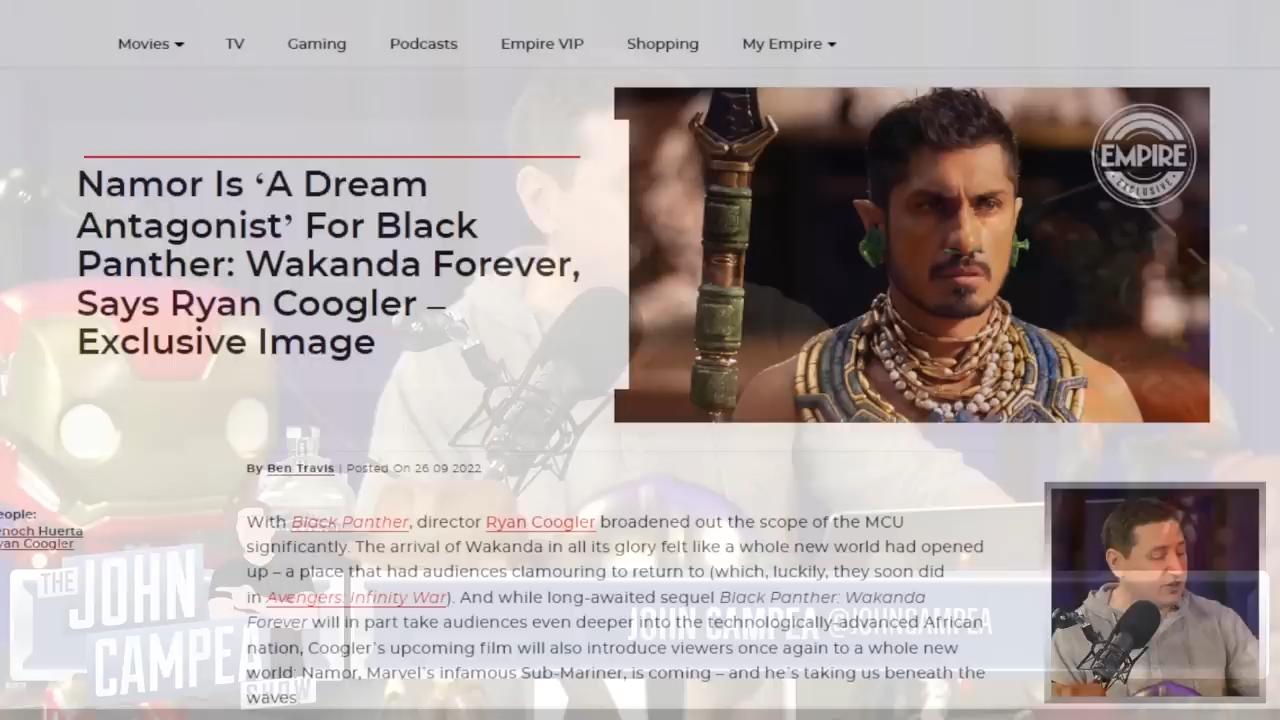 Movies
TV
Gaming
Podcasts
Empire VIP
Shopping
My Empire
EMPIRE
EXCLUSIVE
Namor Is ‘A Dream
Antagonist’ For Black
Panther: Wakanda Forever,
Says Ryan Coogler –
Exclusive Image
By Ben Travis | Posted On 26 09 2022
eople:
enoch Huerta
yan Coogler
With Black Panther, director Ryan Coogler broadened out the scope of the MCU
significantly. The arrival of Wakanda in all its glory felt like a whole new world had opened
up – a place that had audiences clamouring to return to (which, luckily, they soon did
in Avengers: Infinity War). And while long-awaited sequel Black Panther: Wakanda
Forever will in part take audiences even deeper into the technologically-advanced African
nation, Coogler’s upcoming film will also introduce viewers once again to a whole new
world: Namor, Marvel’s infamous Sub-Mariner, is coming – and he’s taking us beneath the
waves
THE
JOHN
CAMPEA
SHOW
JOHN CAMPEA @JOHNCAMPEA